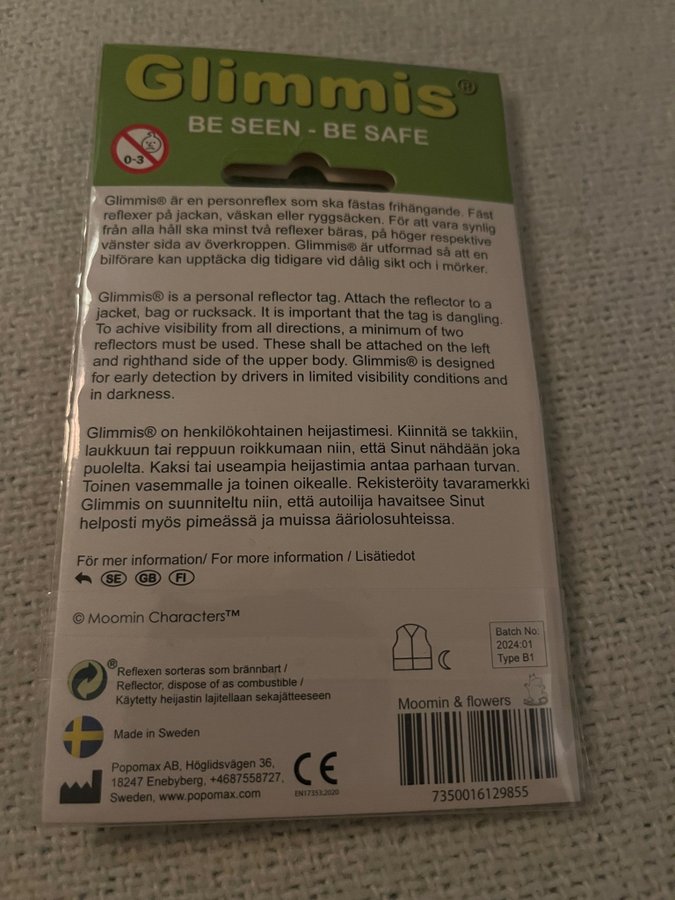 Glimmis®
BE SEEN - BE SAFE
0-3
Glimmis® är en personreflex som ska fästas frihängande. Fäst
reflexer på jackan, väskan eller ryggsäcken. För att vara synlig
från alla håll ska minst två reflexer bäras, på höger respektive
vänster sida av överkroppen. Glimmis® är utformad så att en
bilförare kan upptäcka dig tidigare vid dålig sikt och i mörker.
Glimmis® is a personal reflector tag. Attach the reflector to a
jacket, bag or rucksack. It is important that the tag is dangling.
To achive visibility from all directions, a minimum of two
reflectors must be used. These shall be attached on the left
and righthand side of the upper body. Glimmis® is designed
for early detection by drivers in limited visibility conditions and
in darkness.
Glimmis® on henkilökohtainen heijastimesi. Kiinnitä se takkiin,
laukkuun tai reppuun roikkumaan niin, että Sinut nähdään joka
puolelta. Kaksi tai useampia heijastimia antaa parhaan turvan.
Toinen vasemmalle ja toinen oikealle. Rekisteröity tavaramerkki
Glimmis on suunniteltu niin, että autoilija havaitsee Sinut
helposti myös pimeässä ja muissa ääriolosuhteissa.
För mer information/ For more information / Lisätiedot
SE GB FI
© Moomin Characters™
Batch No:
2024:01
Type B1
®
Reflexen sorteras som brännbart /
Reflector, dispose of as combustible /
Käytetty heijastin lajitellaan sekajätteeseen
Moomin & flowers
Made in Sweden
Popomax AB, Höglidsvägen 36,
18247 Enebyberg, +4687558727,
Sweden, www.popomax.com
CE
EN17353:2020
7350016129855